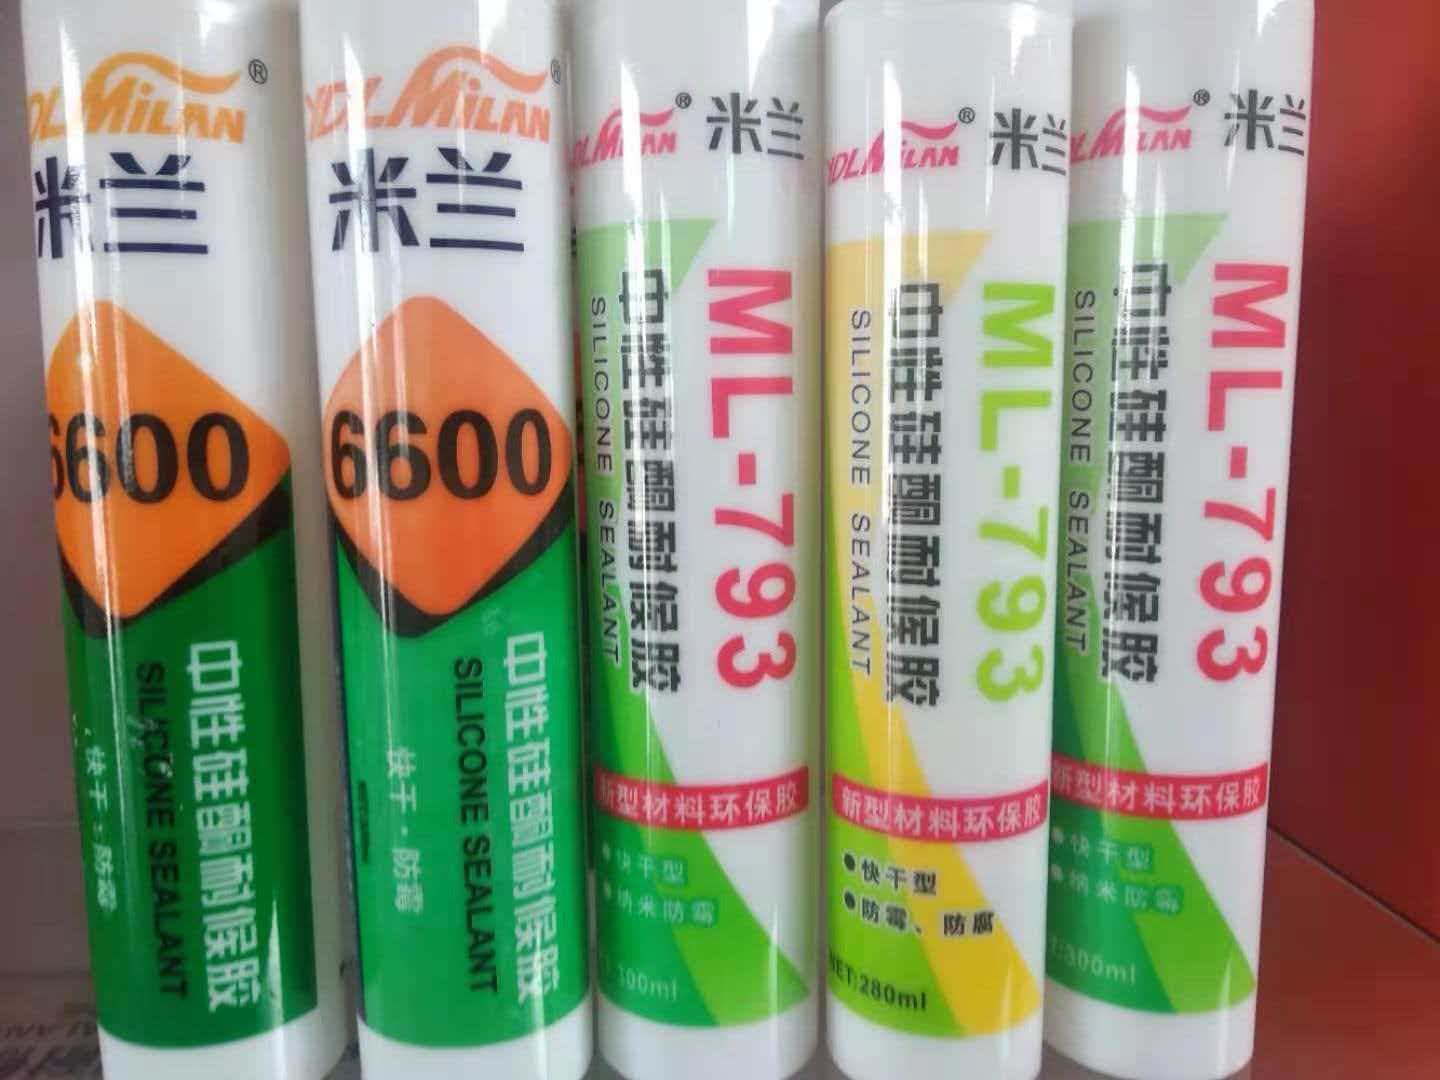 DLMILAN®
米兰
6600
中性硅酮耐候胶
SILICONE SEALANT
快干·防霉
YDLMILAN®
米兰
6600
中性硅酮耐候胶
SILICONE SEALANT
快干·防霉
DLMILAN® 米兰
ML-793
中性硅酮耐候胶
SILICONE SEALANT
新型材料环保胶
●快干型
●纳米防霉
300ml
YDLMILAN® 米兰
ML-793
中性硅酮耐候胶
SILICONE SEALANT
新型材料环保胶
●快干型
●防霉、防腐
NET:280ml
LMILAN® 米兰
ML-793
中性硅酮耐候胶
SILICONE SEALANT
新型材料环保胶
●快干型
●纳米防霉
:300ml